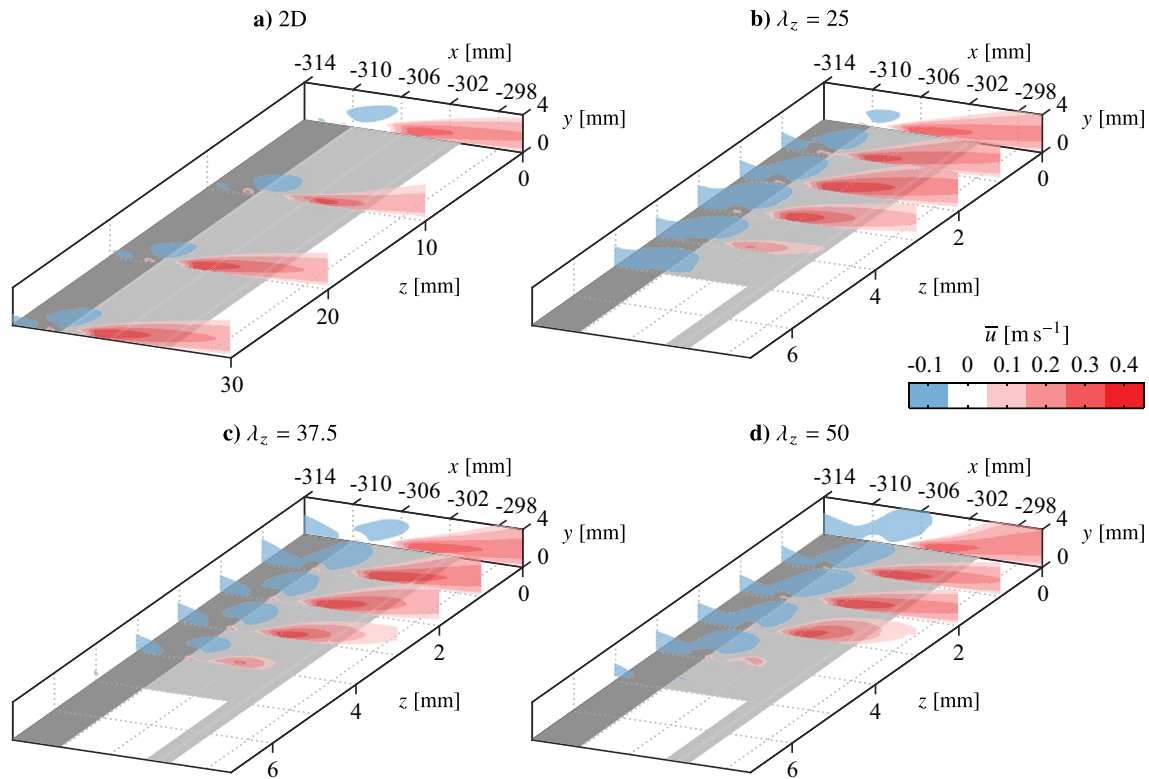 a) 2D
x [mm]
-314 -310 -306 -302 -298
4
y [mm]
0
0
10
z [mm]
20
30
b) λz = 25
x [mm]
-314 -310 -306 -302 -298
4
y [mm]
0
0
2
4
z [mm]
6
u̅ [m s⁻¹]
-0.1 0 0.1 0.2 0.3 0.4
c) λz = 37.5
x [mm]
-314 -310 -306 -302 -298
4
y [mm]
0
0
2
4
z [mm]
6
d) λz = 50
x [mm]
-314 -310 -306 -302 -298
4
y [mm]
0
0
2
4
z [mm]
6